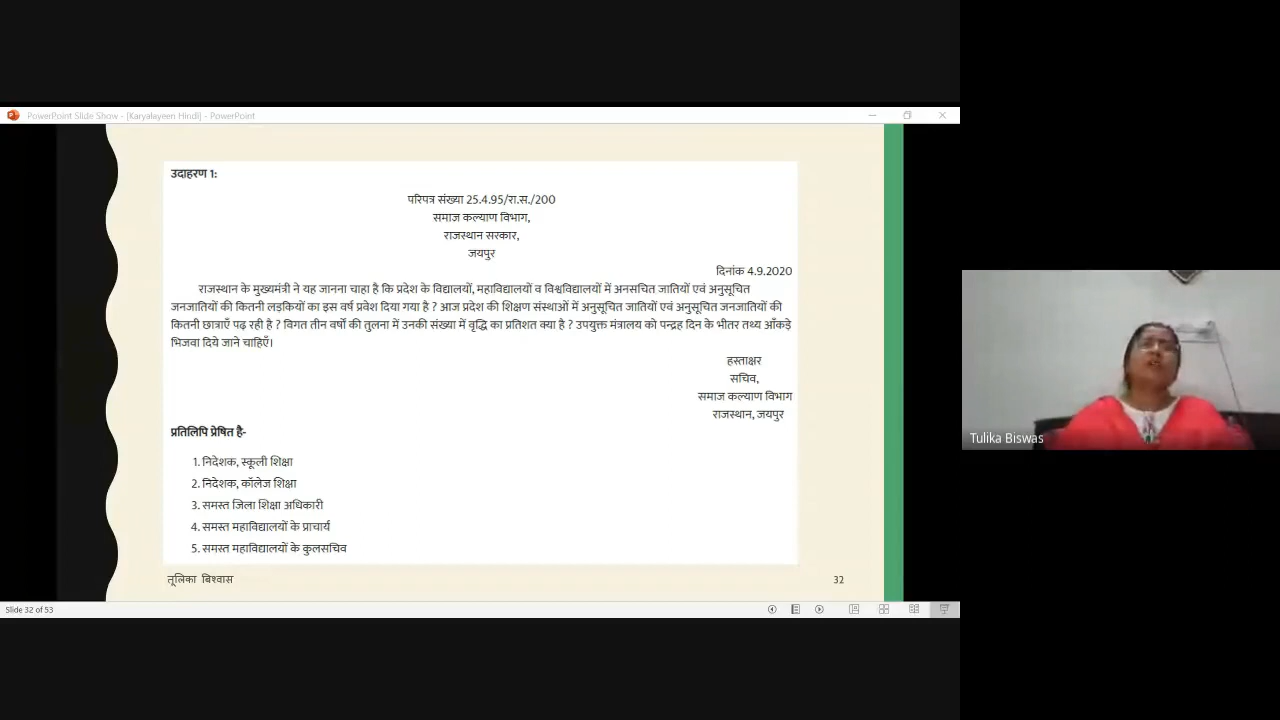 PowerPoint Slide Show - [Karyalayeen Hindi] - PowerPoint
उदाहरण 1:
परिपत्र संख्या 25.4.95/रा.स./200
समाज कल्याण विभाग,
राजस्थान सरकार,
जयपुर
दिनांक 4.9.2020
राजस्थान के मुख्यमंत्री ने यह जानना चाहा है कि प्रदेश के विद्यालयों, महाविद्यालयों व विश्वविद्यालयों में अनसचित जातियों एवं अनुसूचित
जनजातियों की कितनी लड़कियों का इस वर्ष प्रवेश दिया गया है ? आज प्रदेश की शिक्षण संस्थाओं में अनुसूचित जातियों एवं अनुसूचित जनजातियों की
कितनी छात्राएँ पढ़ रही है ? विगत तीन वर्षों की तुलना में उनकी संख्या में वृद्धि का प्रतिशत क्या है ? उपयुक्त मंत्रालय को पन्द्रह दिन के भीतर तथ्य आँकड़े
भिजवा दिये जाने चाहिएँ।
हस्ताक्षर
सचिव,
समाज कल्याण विभाग
राजस्थान, जयपुर
प्रतिलिपि प्रेषित है-
1. निदेशक, स्कूली शिक्षा
2. निदेशक, कॉलेज शिक्षा
3. समस्त जिला शिक्षा अधिकारी
4. समस्त महाविद्यालयों के प्राचार्य
5. समस्त महाविद्यालयों के कुलसचिव
तूलिका बिश्वास
32
Slide 32 of 53
Tulika Biswas